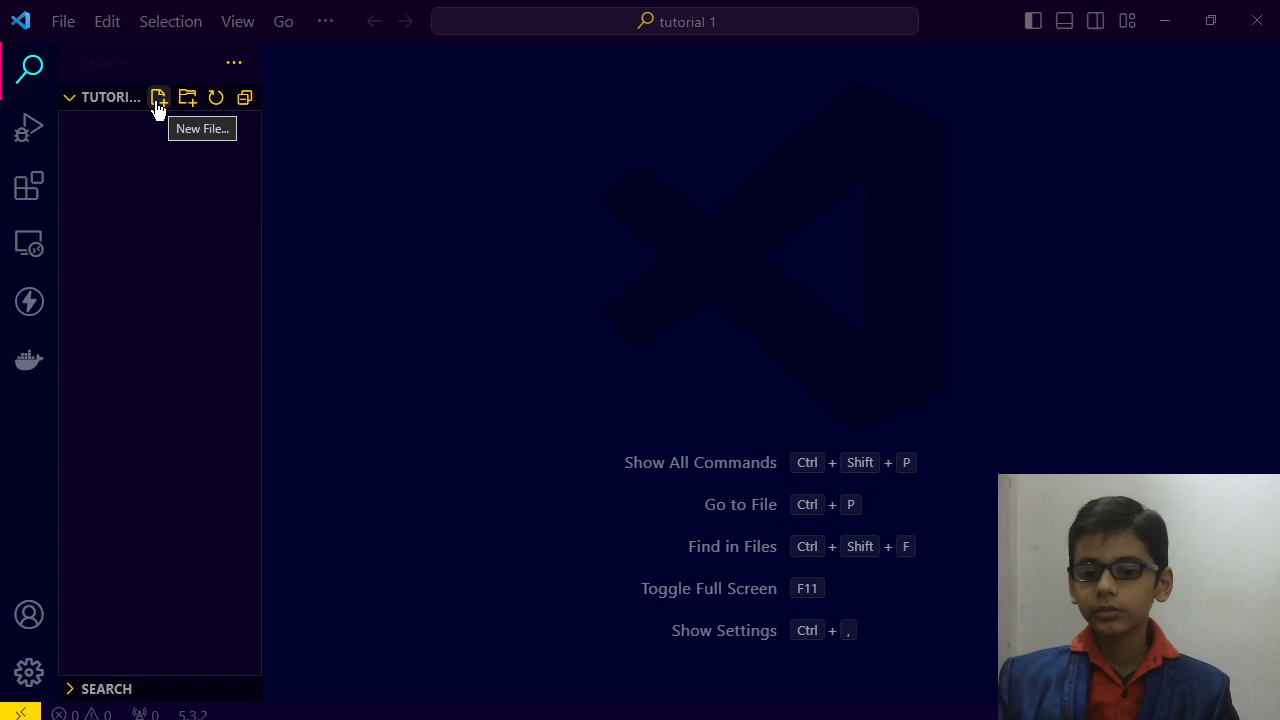 File Edit Selection View Go ···
tutorial 1
SEARCH ···
TUTORI...
New File...
Show All Commands Ctrl + Shift + P
Go to File Ctrl + P
Find in Files Ctrl + Shift + F
Toggle Full Screen F11
Show Settings Ctrl + ,
SEARCH
0 0 0 5.3.2